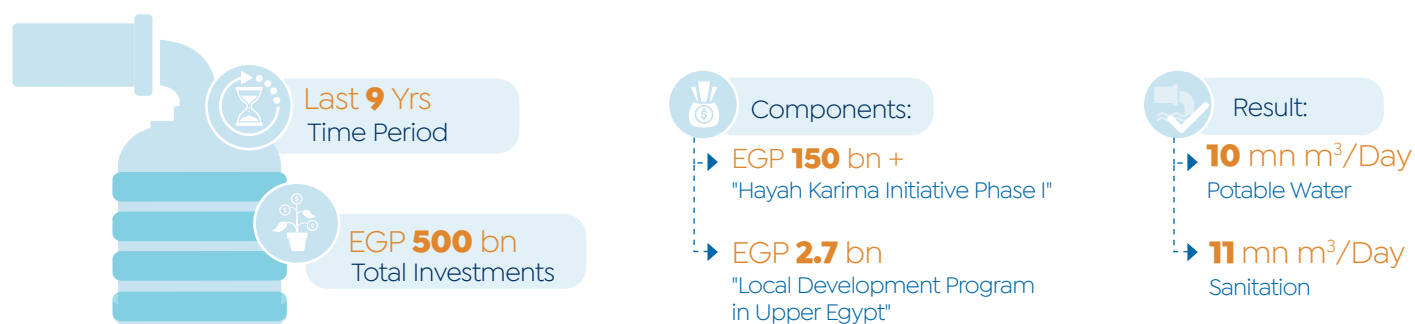 Last 9 Yrs
Time Period
EGP 500 bn
Total Investments
Components:
EGP 150 bn +
"Hayah Karima Initiative Phase I"
EGP 2.7 bn
"Local Development Program
in Upper Egypt"
Result:
10 mn m³/Day
Potable Water
11 mn m³/Day
Sanitation